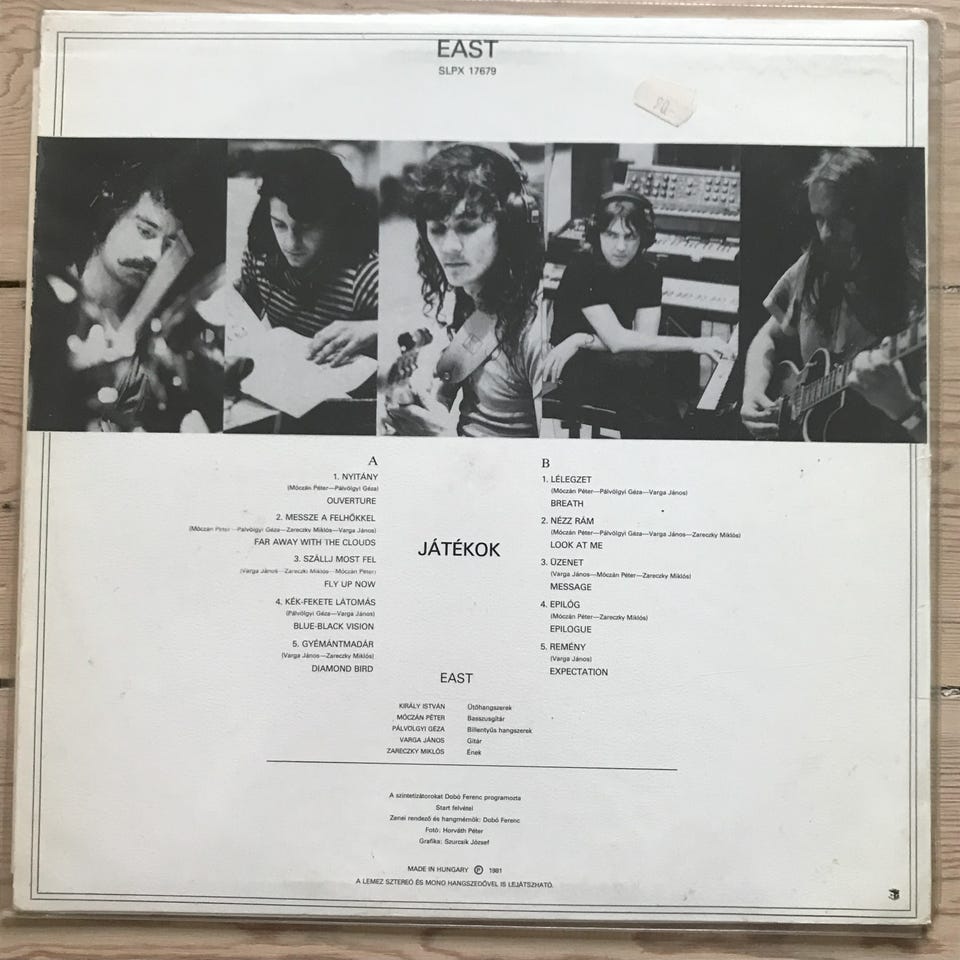 EAST
SLPX 17679
90-
A
1. NYITÁNY
(Móczán Péter—Pálvölgyi Géza)
OUVERTURE
2. MESSZE A FELHŐKKEL
(Móczán Péter—Pálvölgyi Géza—Zareczky Miklós—Varga János)
FAR AWAY WITH THE CLOUDS
3. SZÁLLJ MOST FEL
(Varga János—Zareczki Miklós—Móczán Péter)
FLY UP NOW
4. KÉK-FEKETE LÁTOMÁS
(Pálvölgyi Géza—Varga János)
BLUE-BLACK VISION
5. GYÉMÁNTMADÁR
(Varga János—Zareczky Miklós)
DIAMOND BIRD
JÁTÉKOK
B
1. LÉLEGZET
(Móczán Péter—Pálvölgyi Géza—Varga János)
BREATH
2. NÉZZ RÁM
(Móczán Péter—Pálvölgyi Géza—Varga János—Zareczky Miklós)
LOOK AT ME
3. ÜZENET
(Varga János—Móczán Péter—Zareczky Miklós)
MESSAGE
4. EPILÓG
(Móczán Péter—Zareczky Miklós)
EPILOGUE
5. REMÉNY
(Varga János)
EXPECTATION
EAST
KIRÁLY ISTVÁN Ütőhangszerek
MÓCZÁN PÉTER Basszusgitár
PÁLVÖLGYI GÉZA Billentyűs hangszerek
VARGA JÁNOS Gitár
ZARECZKY MIKLÓS Ének
A szintetizátorokat Dobó Ferenc programozta
Start felvétel
Zenei rendező és hangmérnök: Dobó Ferenc
Fotó: Horváth Péter
Grafika: Szurcsik József
MADE IN HUNGARY Ⓟ 1981
A LEMEZ SZTEREÓ ÉS MONO HANGSZEDŐVEL IS LEJÁTSZHATÓ.